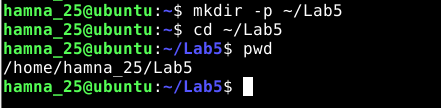 hamna_25@ubuntu:~$ mkdir -p ~/Lab5
hamna_25@ubuntu:~$ cd ~/Lab5
hamna_25@ubuntu:~/Lab5$ pwd
/home/hamna_25/Lab5
hamna_25@ubuntu:~/Lab5$